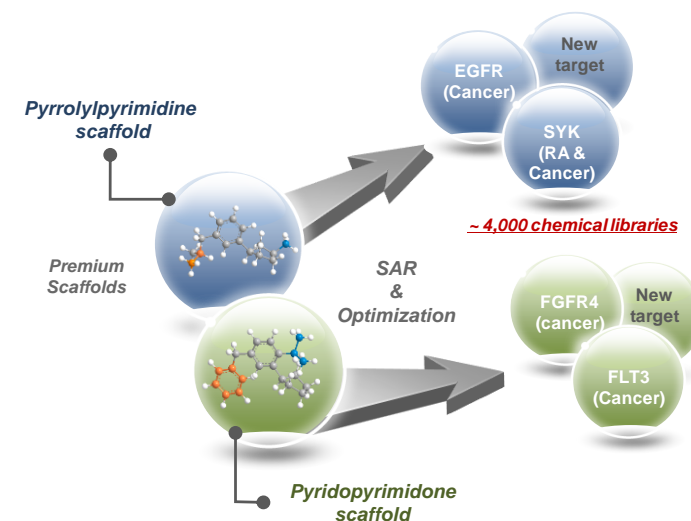 New
target
EGFR
(Cancer)
SYK
(RA &
Cancer)
Pyrrolylpyrimidine
scaffold
~ 4,000 chemical libraries
Premium
Scaffolds
SAR
&
Optimization
FGFR4
(cancer)
New
target
FLT3
(Cancer)
Pyridopyrimidone
scaffold